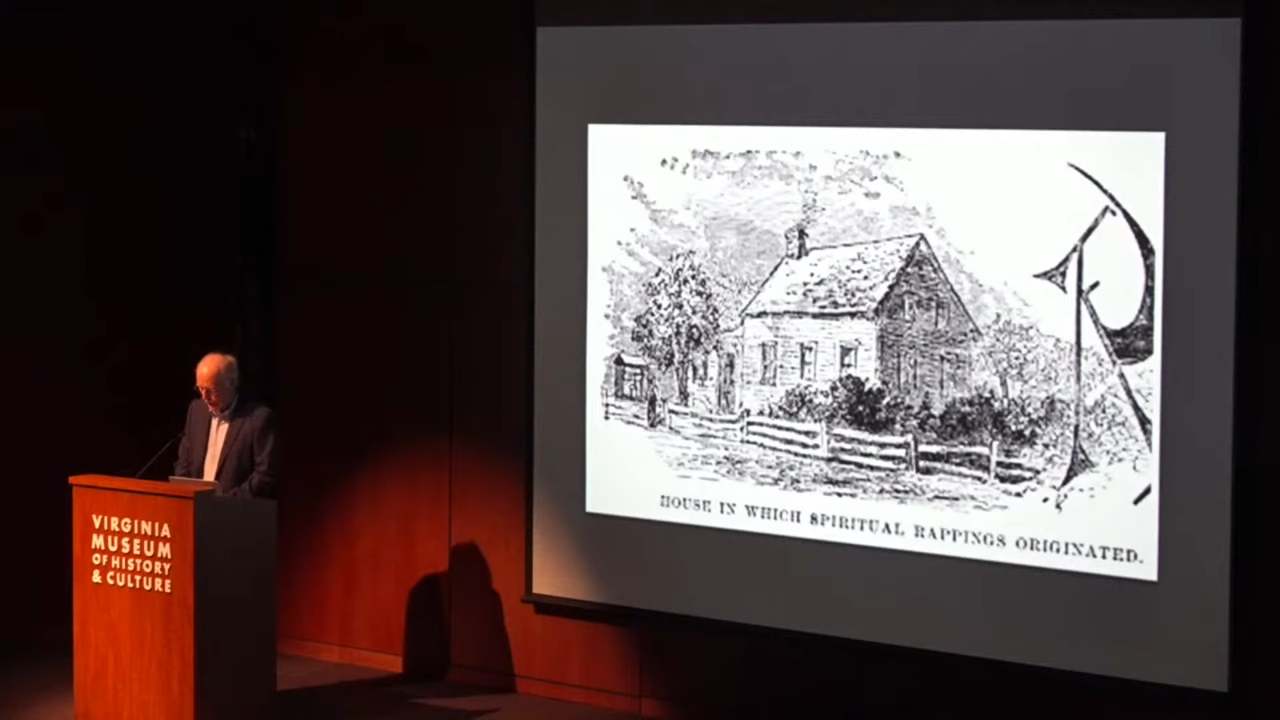 VIRGINIA
MUSEUM
OF HISTORY
& CULTURE
HOUSE IN WHICH SPIRITUAL RAPPINGS ORIGINATED.